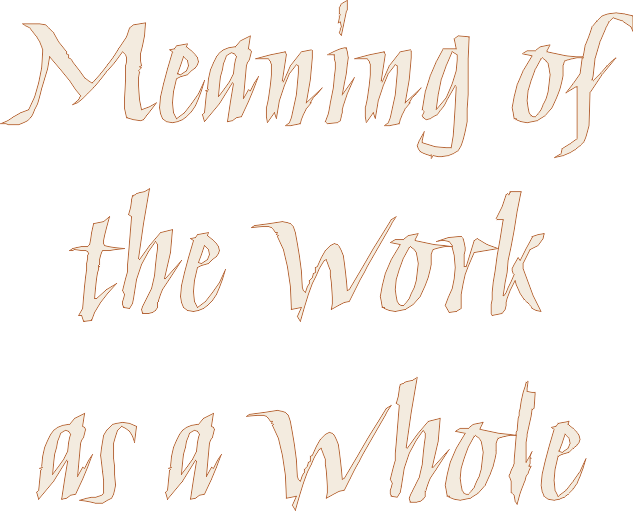 Meaning of
the Work
as a Whole